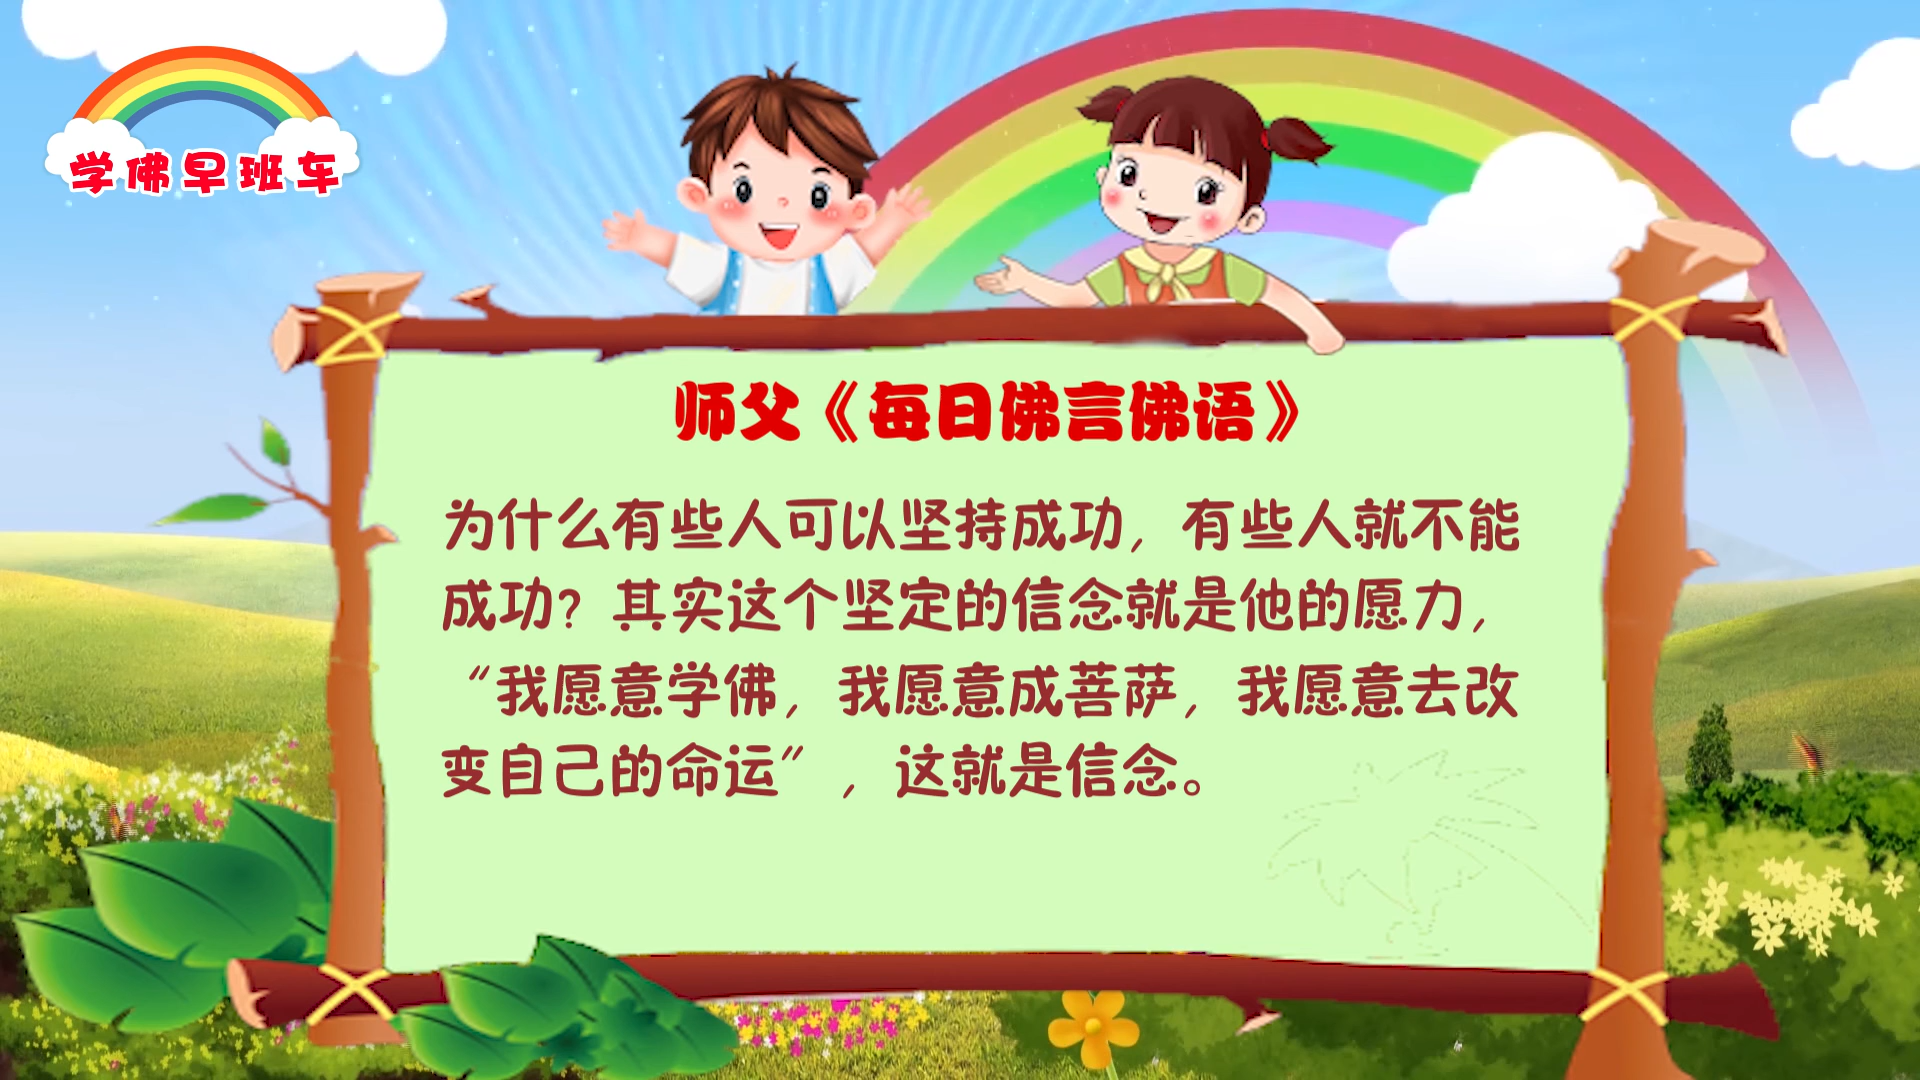 学佛早班车
师父《每日佛言佛语》
为什么有些人可以坚持成功，有些人就不能
成功？其实这个坚定的信念就是他的愿力，
“我愿意学佛，我愿意成菩萨，我愿意去改
变自己的命运”，这就是信念。